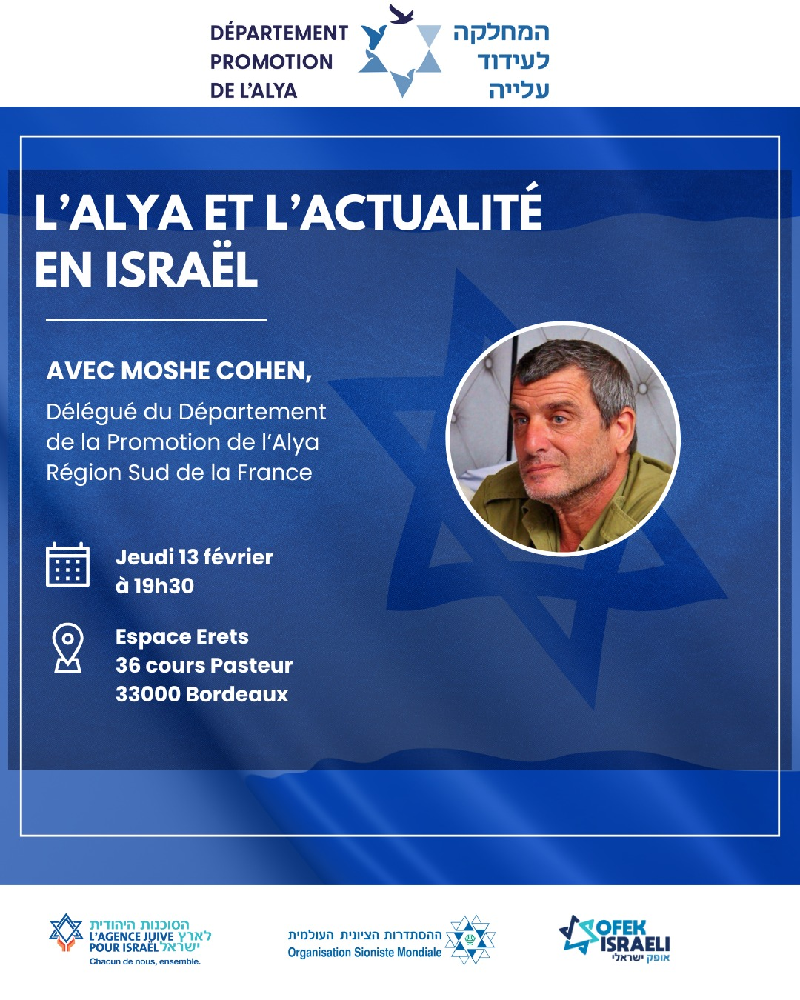 DÉPARTEMENT
PROMOTION
DE L’ALYA
המחלקה
לעידוד
עלייה
L’ALYA ET L’ACTUALITÉ
EN ISRAËL
AVEC MOSHE COHEN,
Délégué du Département
de la Promotion de l’Alya
Région Sud de la France
Jeudi 13 février
à 19h30
Espace Erets
36 cours Pasteur
33000 Bordeaux
הסוכנות היהודית
L’AGENCE JUIVE לארץ
POUR ISRAËL ישראל
Chacun de nous, ensemble.
ההסתדרות הציונית העולמית
Organisation Sioniste Mondiale
OFEK
ISRAELI
אופק ישראלי